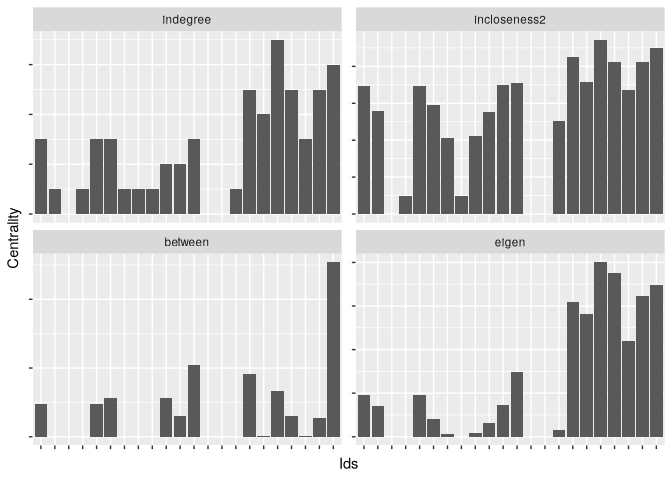 indegree
incloseness2
Centrality
between
eigen
Ids